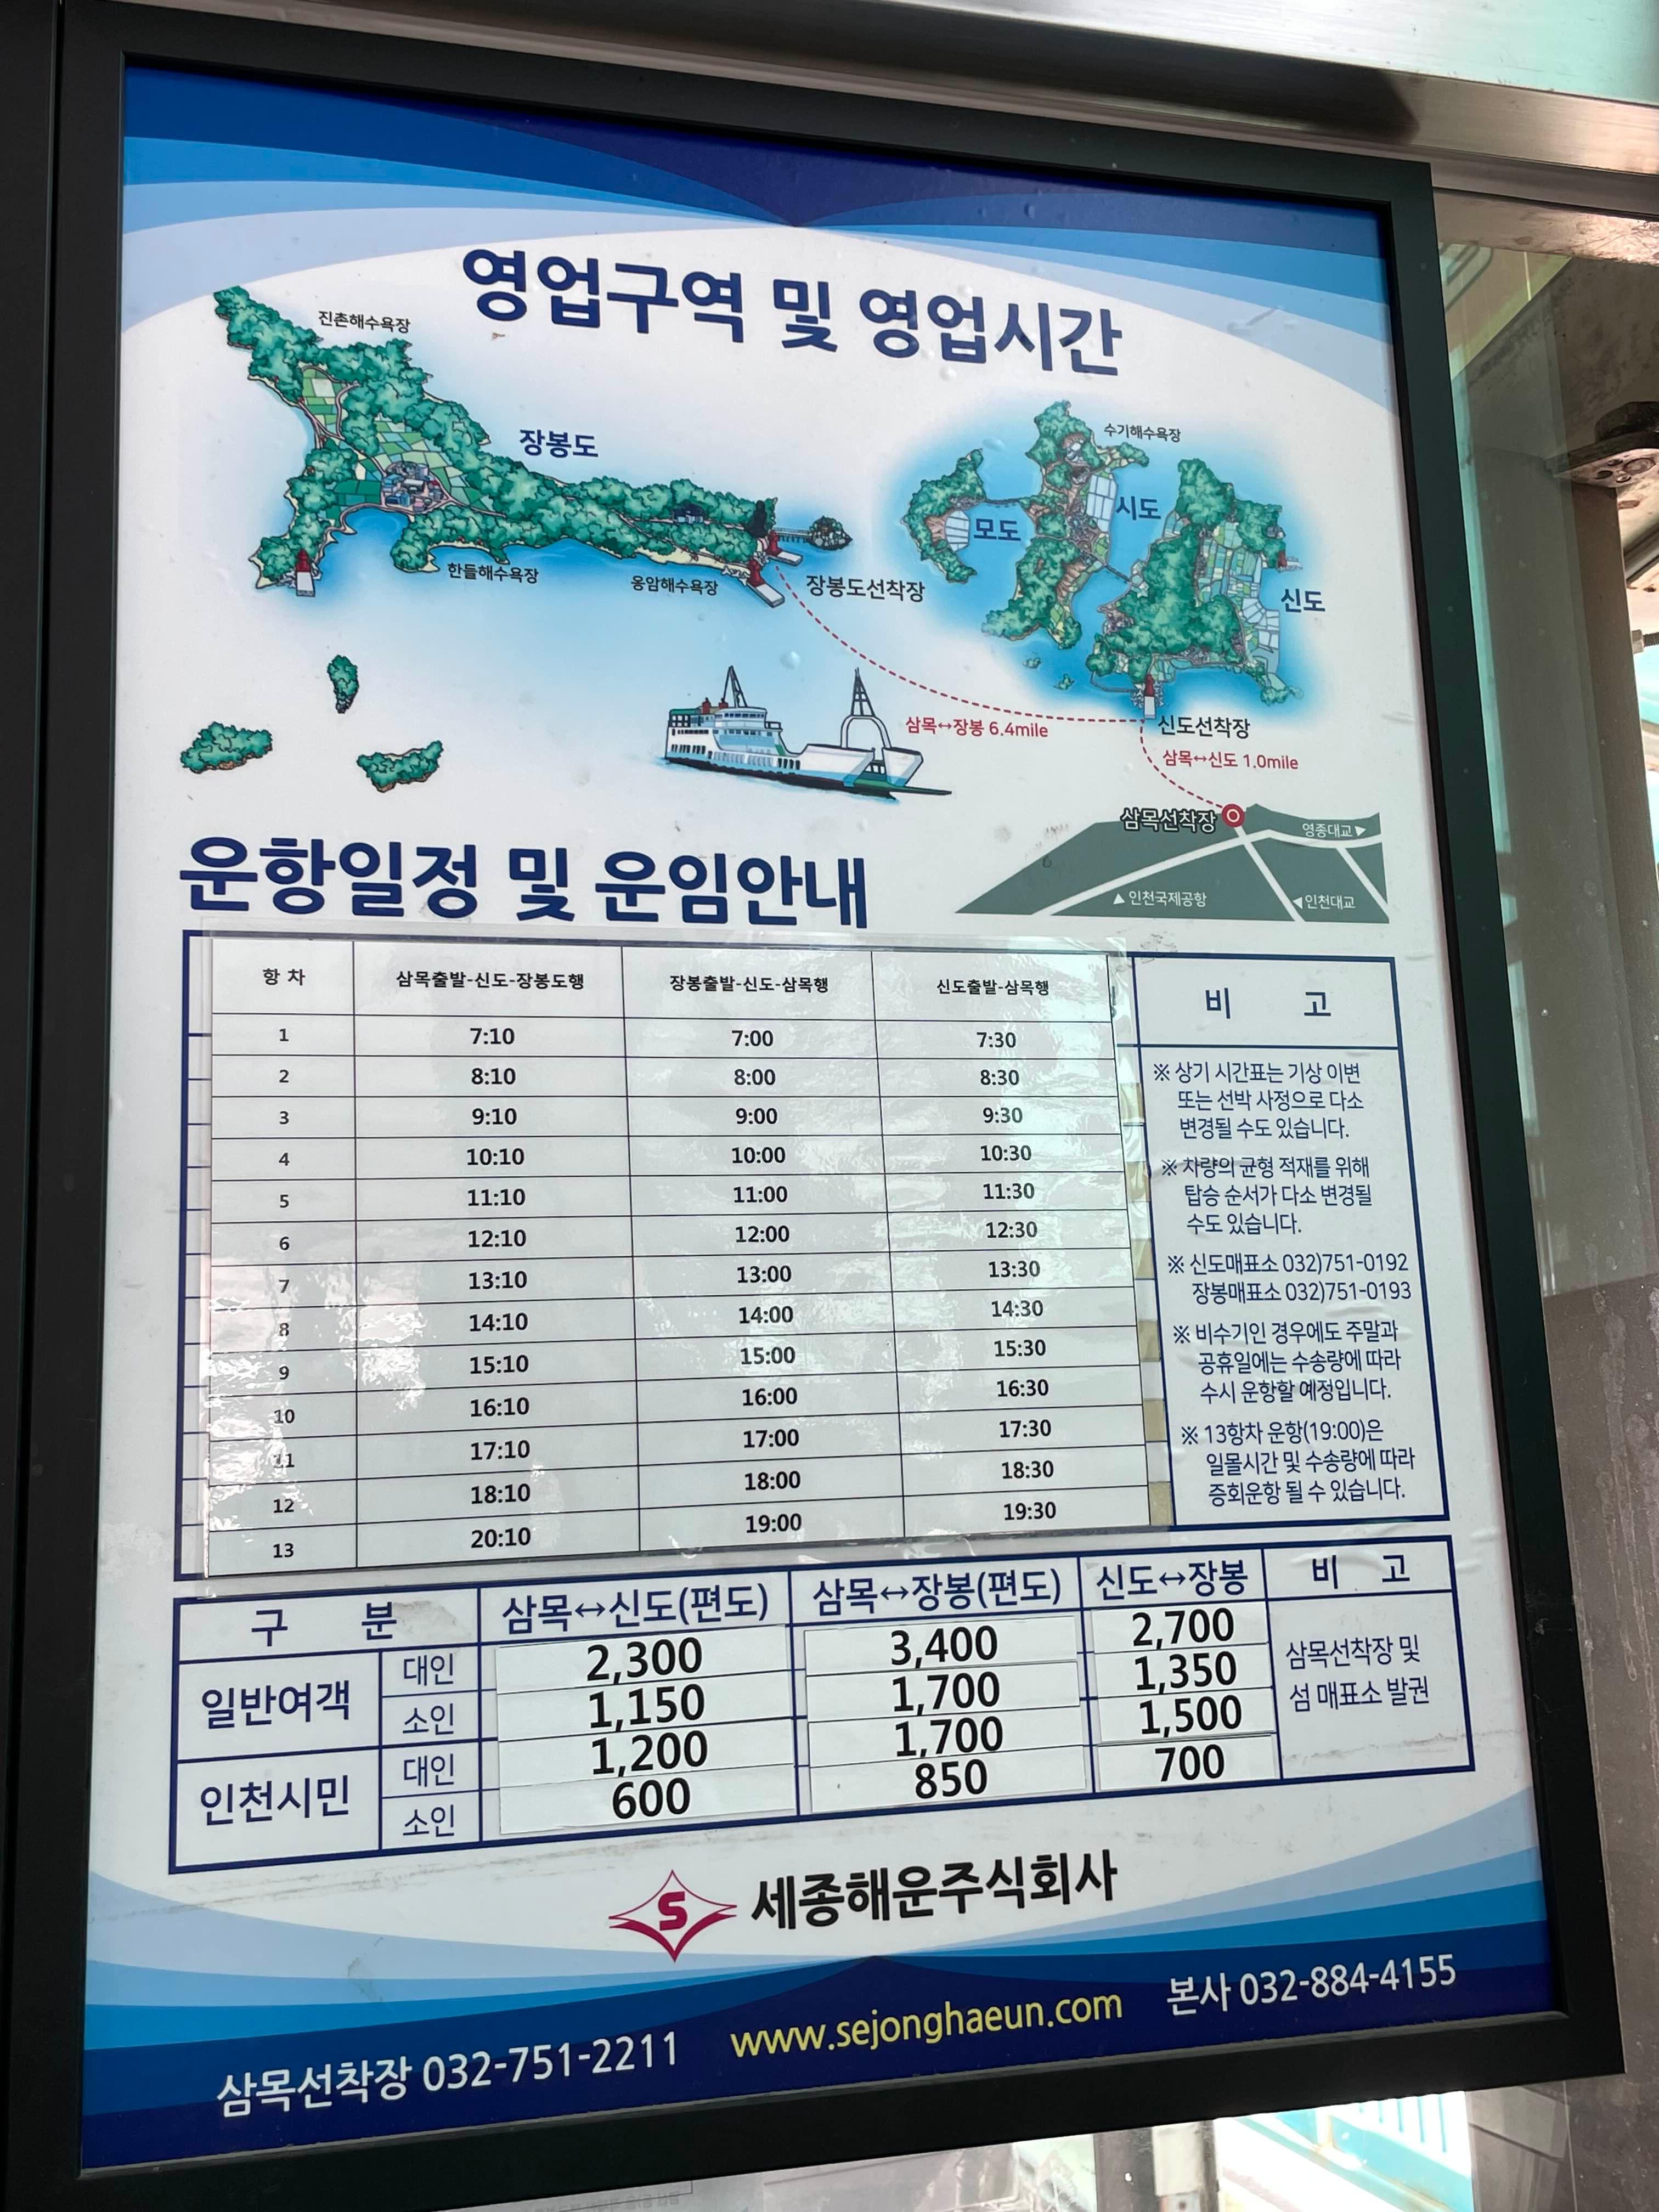 영업구역 및 영업시간
진촌해수욕장
장봉도
수기해수욕장
시도
모도
신도
한들해수욕장
옹암해수욕장
장봉도선착장
삼목↔장봉 6.4mile
신도선착장
삼목↔신도 1.0mile
삼목선착장
영종대교▶
▲인천국제공항
◀인천대교
운항일정 및 운임안내
항 차 삼목출발-신도-장봉도행 장봉출발-신도-삼목행 신도출발-삼목행
1 7:10 7:00 7:30
2 8:10 8:00 8:30
3 9:10 9:00 9:30
4 10:10 10:00 10:30
5 11:10 11:00 11:30
6 12:10 12:00 12:30
7 13:10 13:00 13:30
8 14:10 14:00 14:30
9 15:10 15:00 15:30
10 16:10 16:00 16:30
11 17:10 17:00 17:30
12 18:10 18:00 18:30
13 20:10 19:00 19:30
비 고
※ 상기 시간표는 기상 이변
또는 선박 사정으로 다소
변경될 수도 있습니다.
※ 차량의 균형 적재를 위해
탑승 순서가 다소 변경될
수도 있습니다.
※ 신도매표소 032)751-0192
장봉매표소 032)751-0193
※ 비수기인 경우에도 주말과
공휴일에는 수송량에 따라
수시 운항할 예정입니다.
※ 13항차 운항(19:00)은
일몰시간 및 수송량에 따라
증회운항 될 수 있습니다.
구 분 삼목↔신도(편도) 삼목↔장봉(편도) 신도↔장봉 비 고
일반여객 대인 2,300 3,400 2,700
소인 1,150 1,700 1,350
인천시민 대인 1,200 1,700 1,500
소인 600 850 700
삼목선착장 및
섬 매표소 발권
S 세종해운주식회사
삼목선착장 032-751-2211 www.sejonghaeun.com 본사 032-884-4155